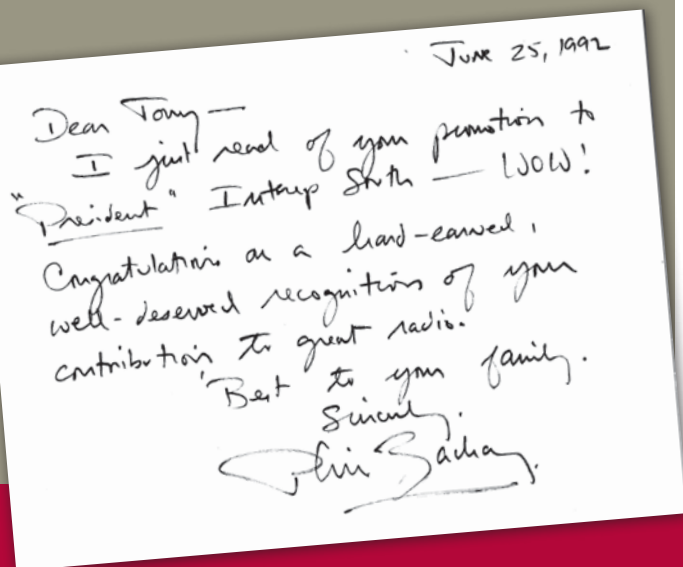 June 25, 1992
Dear Tony —
I just read of your promotion to
"President" Interep South — WOW!
Congratulations on a hard-earned,
well-deserved recognition of your
contribution to great radio.
Best to your family.
Sincerely,